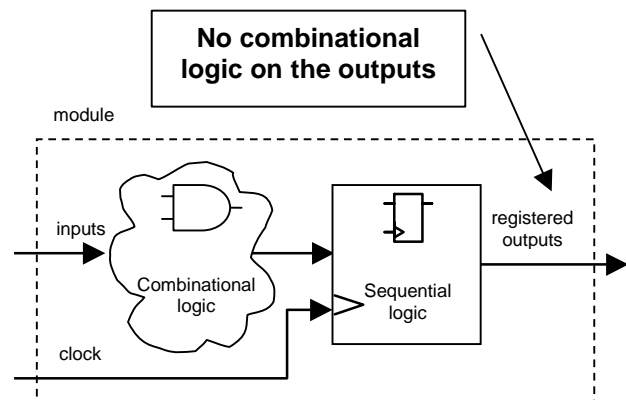 No combinational
logic on the outputs
module
inputs
Combinational
logic
Sequential
logic
registered
outputs
clock